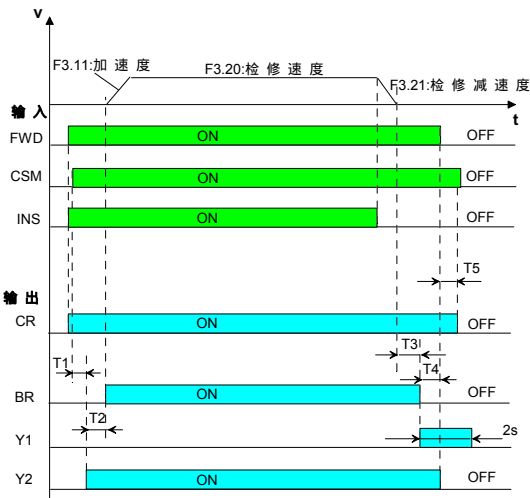 v
F3.11:加 速 度
F3.20:检 修 速 度
F3.21:检 修 减 速 度
t
输 入
FWD ON OFF
CSM ON OFF
INS ON OFF
T5
输 出
CR ON OFF
T1 T3
T4
BR ON OFF
T2
Y1 2s
Y2 ON OFF